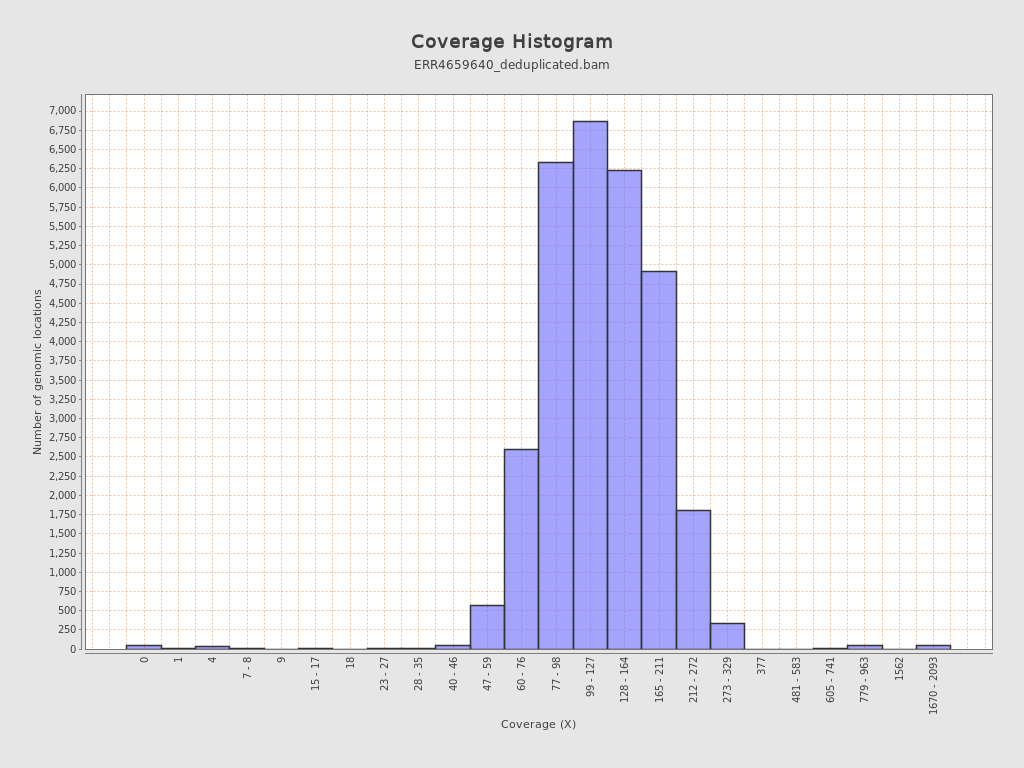 Coverage Histogram
ERR4659640_deduplicated.bam
Number of genomic locations
7,000
6,750
6,500
6,250
6,000
5,750
5,500
5,250
5,000
4,750
4,500
4,250
4,000
3,750
3,500
3,250
3,000
2,750
2,500
2,250
2,000
1,750
1,500
1,250
1,000
750
500
250
0
0
1
4
7 - 8
9
15 - 17
18
23 - 27
28 - 35
40 - 46
47 - 59
60 - 76
77 - 98
99 - 127
128 - 164
165 - 211
212 - 272
273 - 329
377
481 - 583
605 - 741
779 - 963
1562
1670 - 2093
Coverage (X)